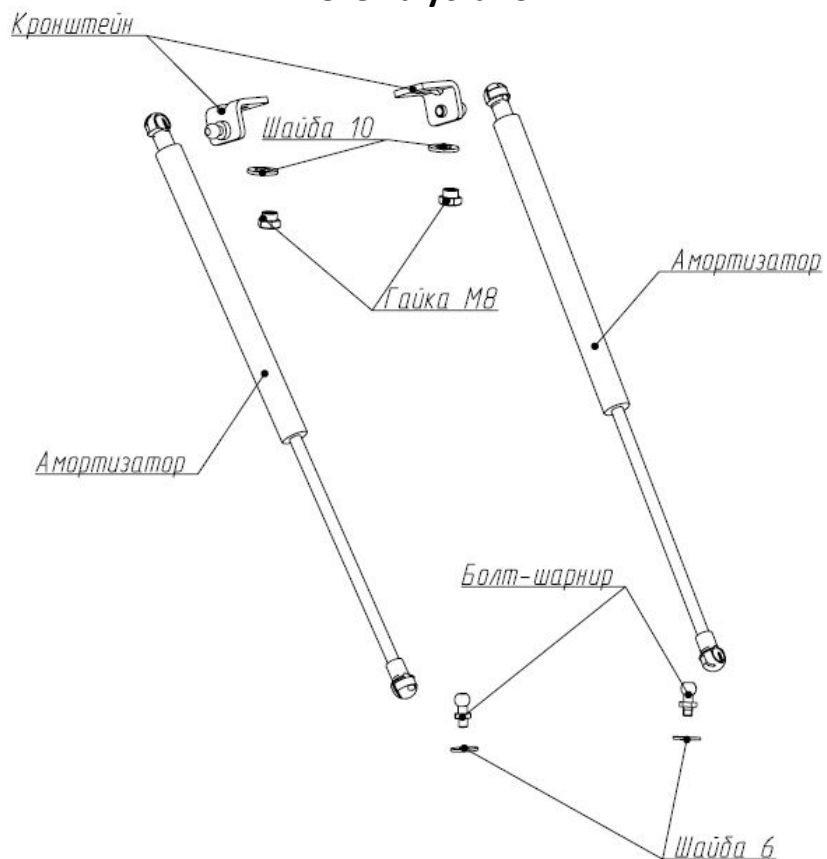 Кронштейн
Шайба 10
Амортизатор
Гайка М8
Амортизатор
Болт-шарнир
Шайба 6